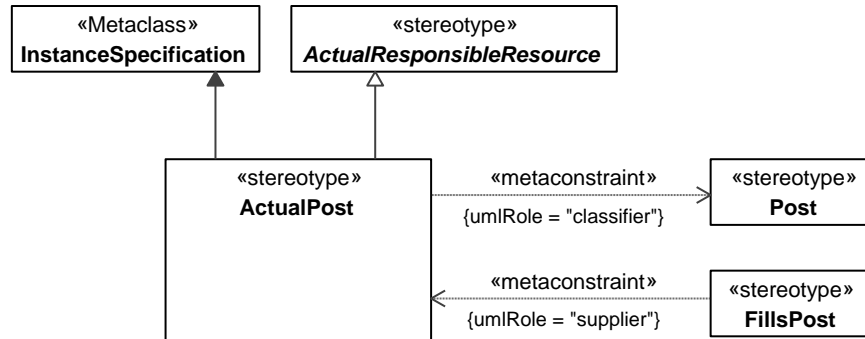 «Metaclass»
InstanceSpecification
«stereotype»
ActualResponsibleResource
«stereotype»
ActualPost
«metaconstraint»
{umlRole = "classifier"}
«stereotype»
Post
«metaconstraint»
{umlRole = "supplier"}
«stereotype»
FillsPost